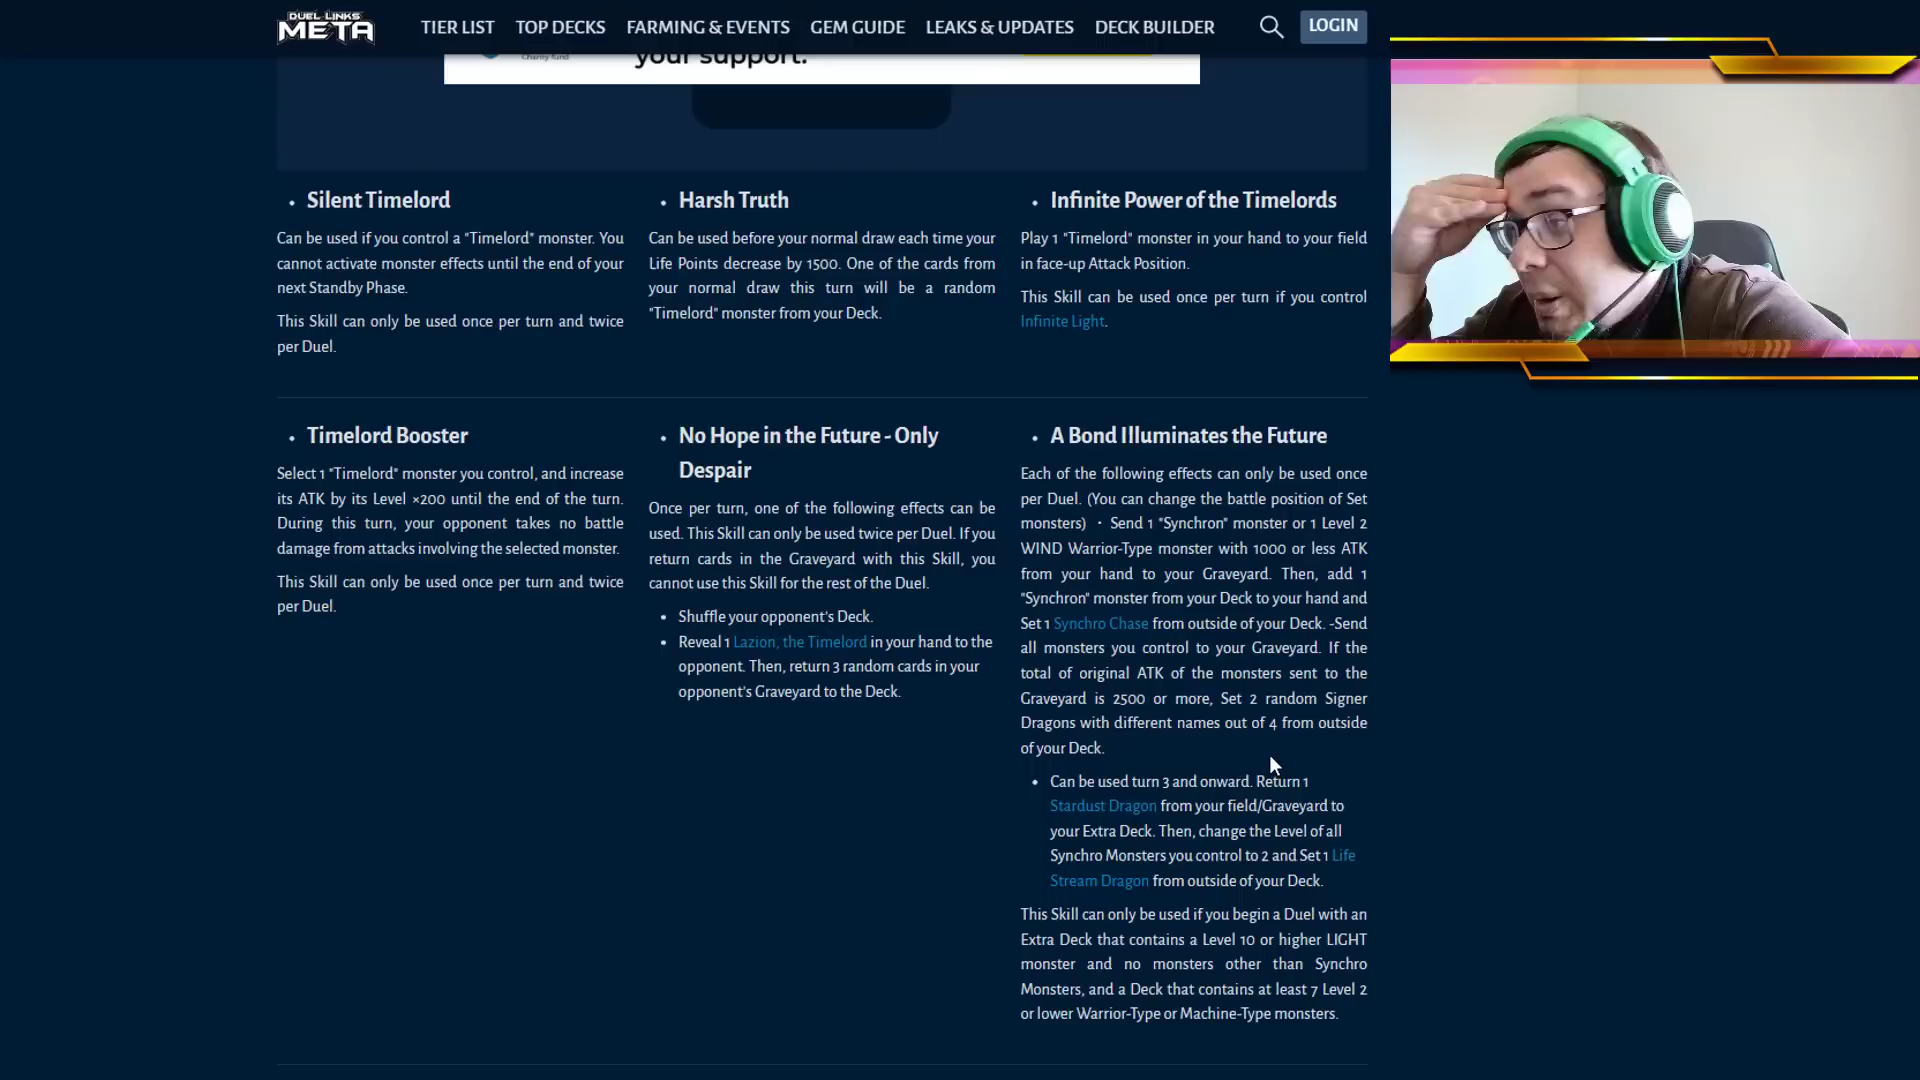 DUEL LINKS
META
TIER LIST
TOP DECKS
FARMING & EVENTS
GEM GUIDE
LEAKS & UPDATES
DECK BUILDER
LOGIN
Charity fund
your support.
• Silent Timelord
Can be used if you control a "Timelord" monster. You
cannot activate monster effects until the end of your
next Standby Phase.
This Skill can only be used once per turn and twice
per Duel.
• Harsh Truth
Can be used before your normal draw each time your
Life Points decrease by 1500. One of the cards from
your normal draw this turn will be a random
"Timelord" monster from your Deck.
• Infinite Power of the Timelords
Play 1 "Timelord" monster in your hand to your field
in face-up Attack Position.
This Skill can be used once per turn if you control
Infinite Light.
• Timelord Booster
Select 1 "Timelord" monster you control, and increase
its ATK by its Level ×200 until the end of the turn.
During this turn, your opponent takes no battle
damage from attacks involving the selected monster.
This Skill can only be used once per turn and twice
per Duel.
• No Hope in the Future - Only
Despair
Once per turn, one of the following effects can be
used. This Skill can only be used twice per Duel. If you
return cards in the Graveyard with this Skill, you
cannot use this Skill for the rest of the Duel.
• Shuffle your opponent's Deck.
• Reveal 1 Lazion, the Timelord in your hand to the
opponent. Then, return 3 random cards in your
opponent's Graveyard to the Deck.
• A Bond Illuminates the Future
Each of the following effects can only be used once
per Duel. (You can change the battle position of Set
monsters) ・ Send 1 "Synchron" monster or 1 Level 2
WIND Warrior-Type monster with 1000 or less ATK
from your hand to your Graveyard. Then, add 1
"Synchron" monster from your Deck to your hand and
Set 1 Synchro Chase from outside of your Deck. -Send
all monsters you control to your Graveyard. If the
total of original ATK of the monsters sent to the
Graveyard is 2500 or more, Set 2 random Signer
Dragons with different names out of 4 from outside
of your Deck.
• Can be used turn 3 and onward. Return 1
Stardust Dragon from your field/Graveyard to
your Extra Deck. Then, change the Level of all
Synchro Monsters you control to 2 and Set 1 Life
Stream Dragon from outside of your Deck.
This Skill can only be used if you begin a Duel with an
Extra Deck that contains a Level 10 or higher LIGHT
monster and no monsters other than Synchro
Monsters, and a Deck that contains at least 7 Level 2
or lower Warrior-Type or Machine-Type monsters.